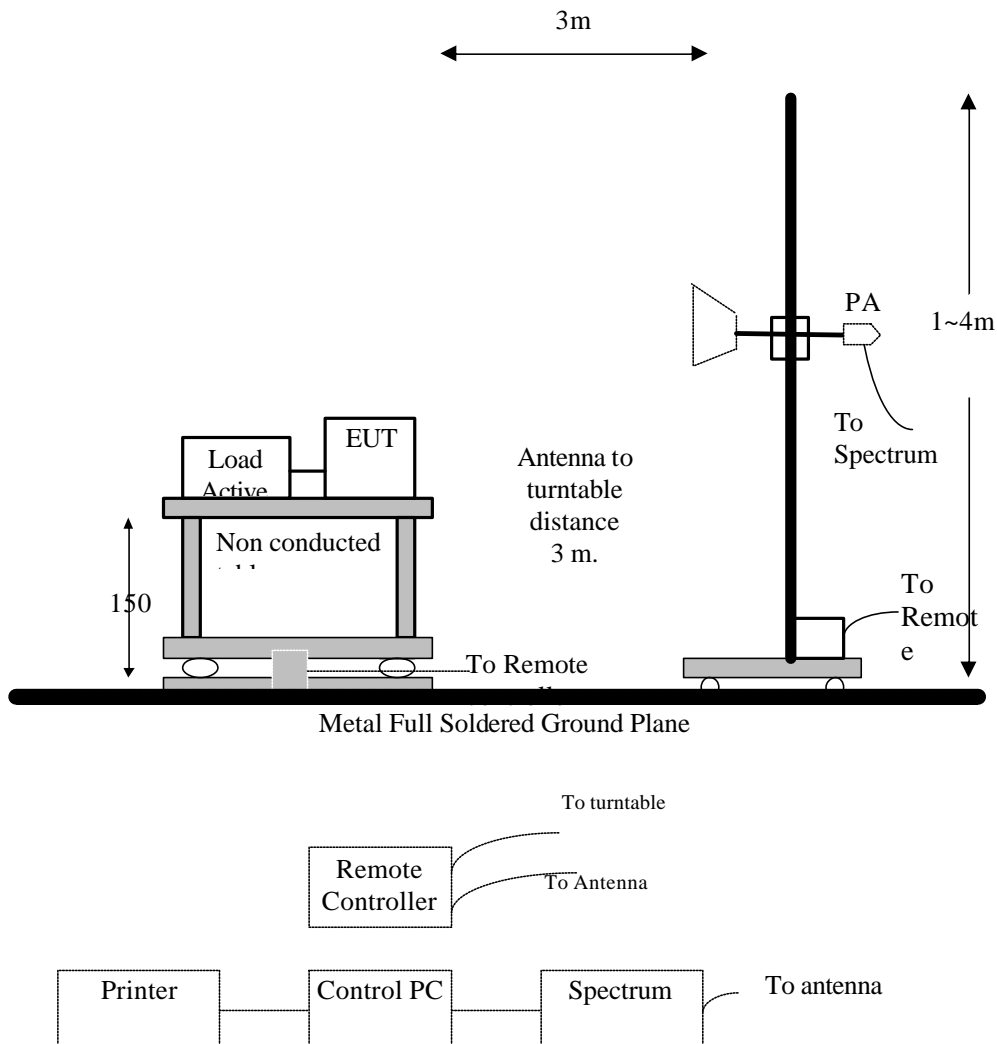 3m
PA
1~4m
To
Spectrum
EUT
Load
Active
Antenna to
turntable
distance
3 m.
Non conducted
150
To
Remot
e
To Remote
Metal Full Soldered Ground Plane
To turntable
Remote
Controller
To Antenna
Printer
Control PC
Spectrum
To antenna